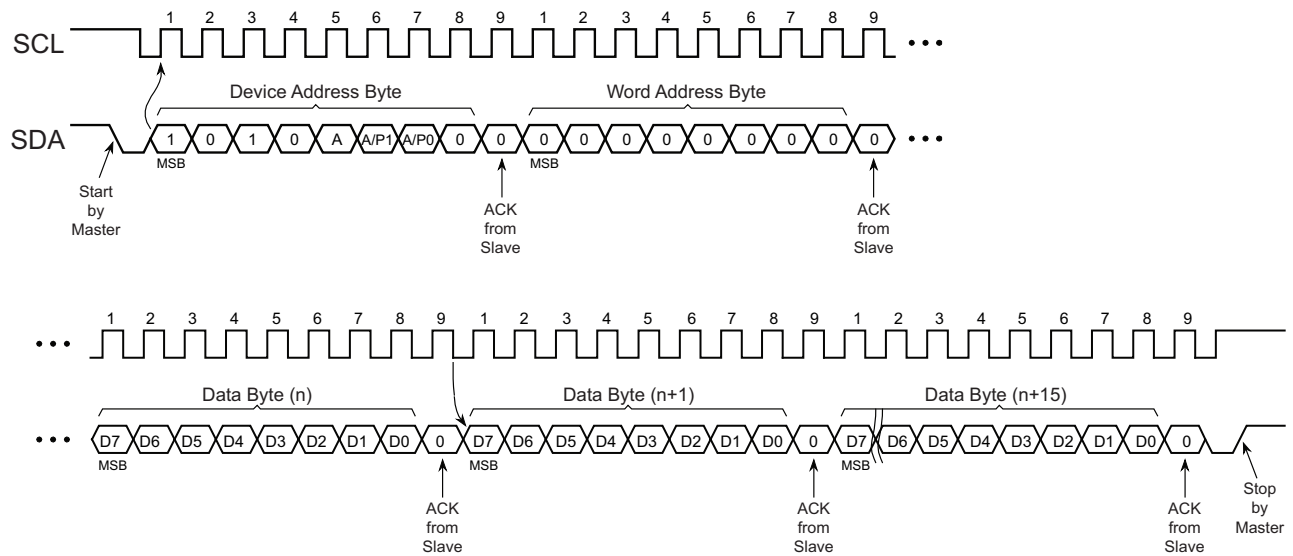 1 2 3 4 5 6 7 8 9 1 2 3 4 5 6 7 8 9
SCL
Device Address Byte Word Address Byte
SDA 1 0 1 0 A A/P1 A/P0 0 0 0 0 0 0 0 0 0 0 0
MSB MSB
Start
by
Master
ACK
from
Slave
ACK
from
Slave
1 2 3 4 5 6 7 8 9 1 2 3 4 5 6 7 8 9 1 2 3 4 5 6 7 8 9
Data Byte (n) Data Byte (n+1) Data Byte (n+15)
D7 D6 D5 D4 D3 D2 D1 D0 0 D7 D6 D5 D4 D3 D2 D1 D0 0 D7 D6 D5 D4 D3 D2 D1 D0 0
MSB MSB MSB
ACK
from
Slave
ACK
from
Slave
ACK
from
Slave
Stop
by
Master